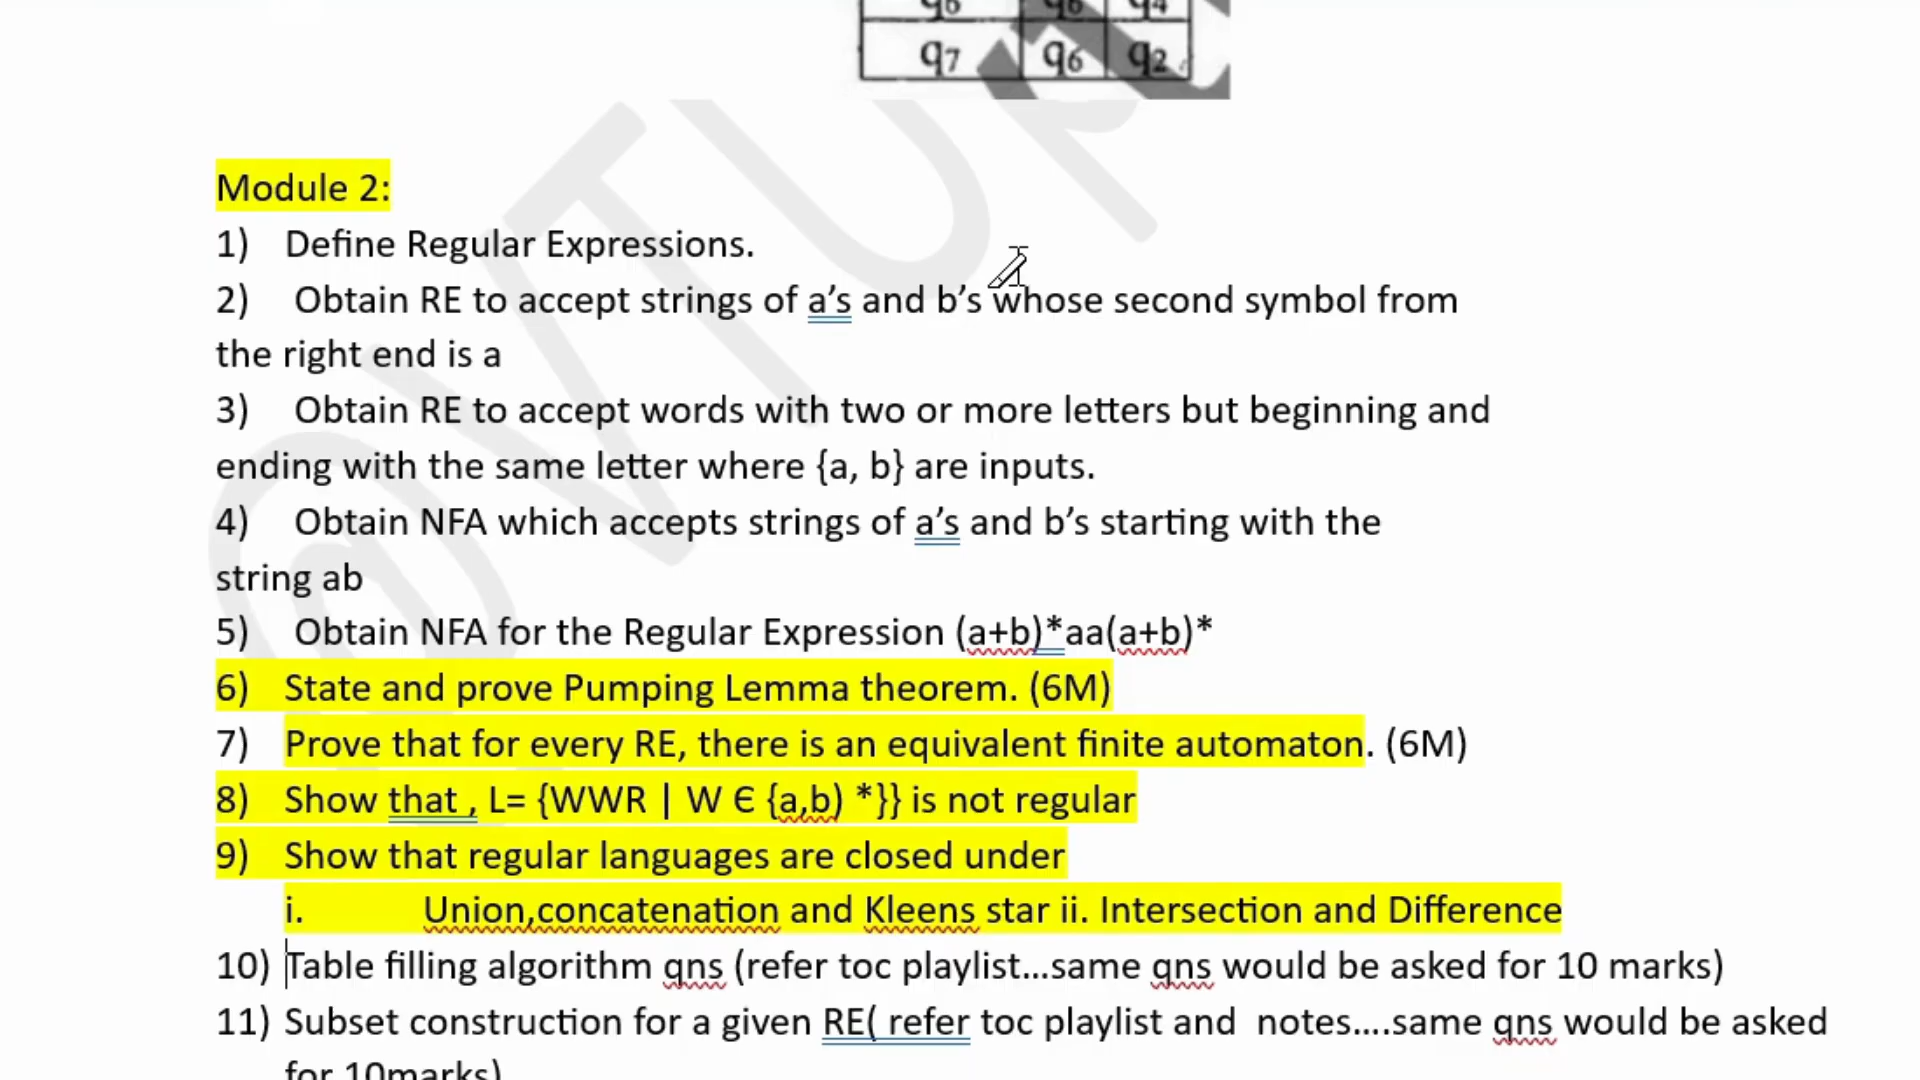 q6 q6 q4
q7 q6 q2
@VTU
Module 2:
1) Define Regular Expressions.
2) Obtain RE to accept strings of a’s and b’s whose second symbol from
the right end is a
3) Obtain RE to accept words with two or more letters but beginning and
ending with the same letter where {a, b} are inputs.
4) Obtain NFA which accepts strings of a’s and b’s starting with the
string ab
5) Obtain NFA for the Regular Expression (a+b)*aa(a+b)*
6) State and prove Pumping Lemma theorem. (6M)
7) Prove that for every RE, there is an equivalent finite automaton. (6M)
8) Show that , L= {WWR | W Є {a,b) *}} is not regular
9) Show that regular languages are closed under
i. Union,concatenation and Kleens star ii. Intersection and Difference
10) Table filling algorithm qns (refer toc playlist...same qns would be asked for 10 marks)
11) Subset construction for a given RE( refer toc playlist and notes....same qns would be asked
for 10marks)